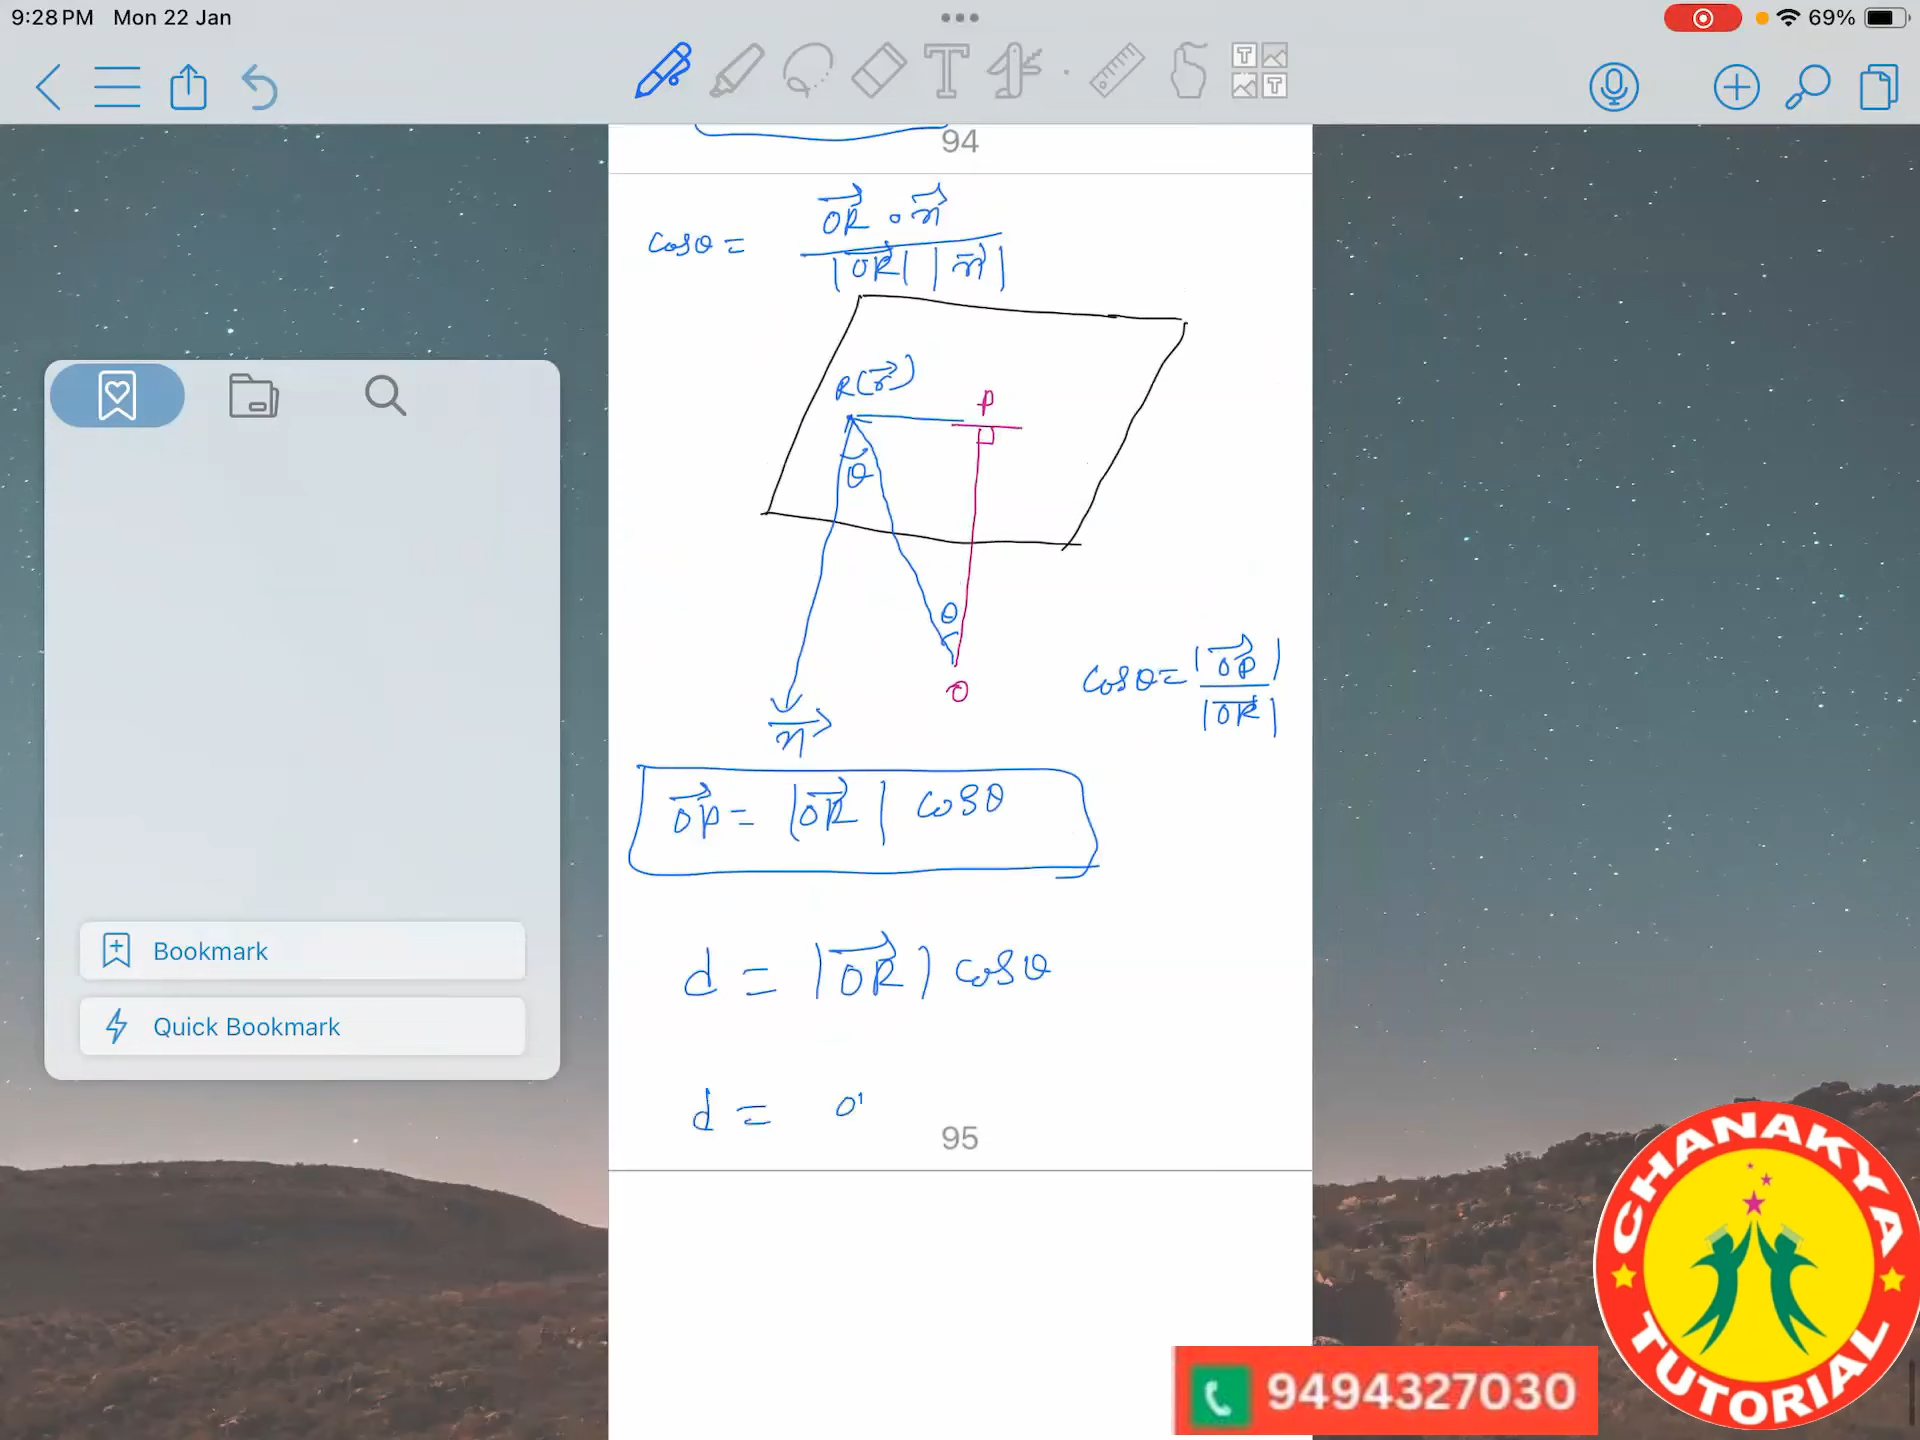 9:28 PM Mon 22 Jan
69%
94
cosθ = OR⃗ ∘ n⃗ / |OR⃗| |n⃗|
R(r⃗)
P
θ
θ
O
cosθ = |OP⃗| / |OR⃗|
n⃗
OP⃗ = |OR⃗| cosθ
Bookmark
d = |OR⃗| cosθ
Quick Bookmark
d =
95
CHANAKYA
TUTORIAL
9494327030